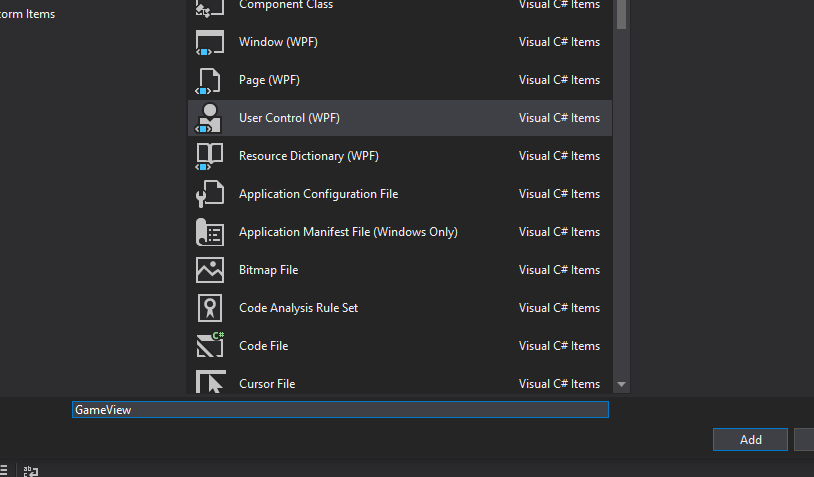 orm Items
Component Class Visual C# Items
Window (WPF) Visual C# Items
Page (WPF) Visual C# Items
User Control (WPF) Visual C# Items
Resource Dictionary (WPF) Visual C# Items
Application Configuration File Visual C# Items
Application Manifest File (Windows Only) Visual C# Items
Bitmap File Visual C# Items
Code Analysis Rule Set Visual C# Items
C#
Code File Visual C# Items
Cursor File Visual C# Items
GameView
Add